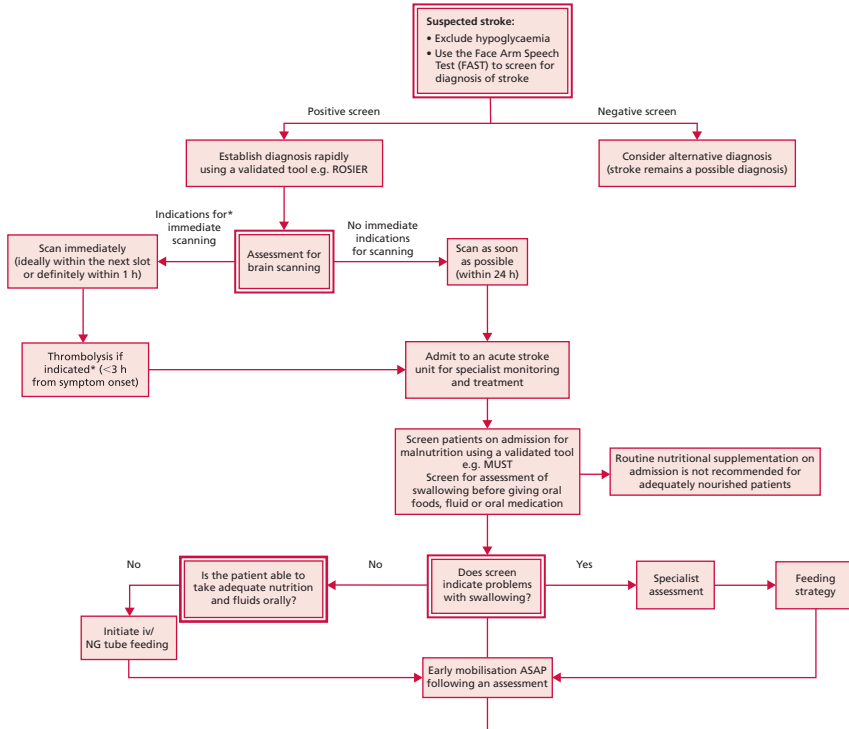 Suspected stroke:
• Exclude hypoglycaemia
• Use the Face Arm Speech
Test (FAST) to screen for
diagnosis of stroke
Positive screen
Negative screen
Establish diagnosis rapidly
using a validated tool e.g. ROSIER
Consider alternative diagnosis
(stroke remains a possible diagnosis)
Indications for*
immediate
scanning
No immediate
indications
for scanning
Scan immediately
(ideally within the next slot
or definitely within 1 h)
Assessment for
brain scanning
Scan as soon
as possible
(within 24 h)
Thrombolysis if
indicated* (<3 h
from symptom onset)
Admit to an acute stroke
unit for specialist monitoring
and treatment
Screen patients on admission for
malnutrition using a validated tool
e.g. MUST
Screen for assessment of
swallowing before giving oral
foods, fluid or oral medication
Routine nutritional supplementation on
admission is not recommended for
adequately nourished patients
No
Is the patient able to
take adequate nutrition
and fluids orally?
No
Does screen
indicate problems
with swallowing?
Yes
Specialist
assessment
Feeding
strategy
Initiate iv/
NG tube feeding
Early mobilisation ASAP
following an assessment